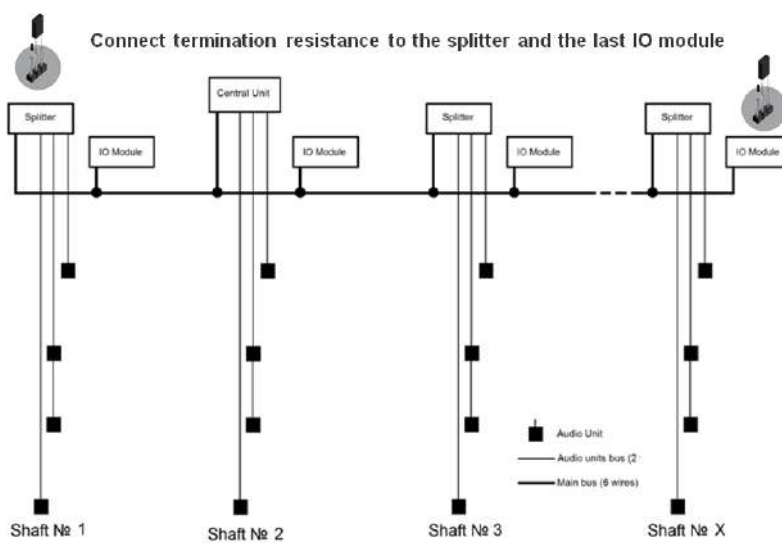 Connect termination resistance to the splitter and the last IO module
Central Unit
Splitter
Splitter
Splitter
IO Module
IO Module
IO Module
IO Module
Audio Unit
Audio units bus (2
Main bus (6 wires)
Shaft № 1
Shaft № 2
Shaft № 3
Shaft № X